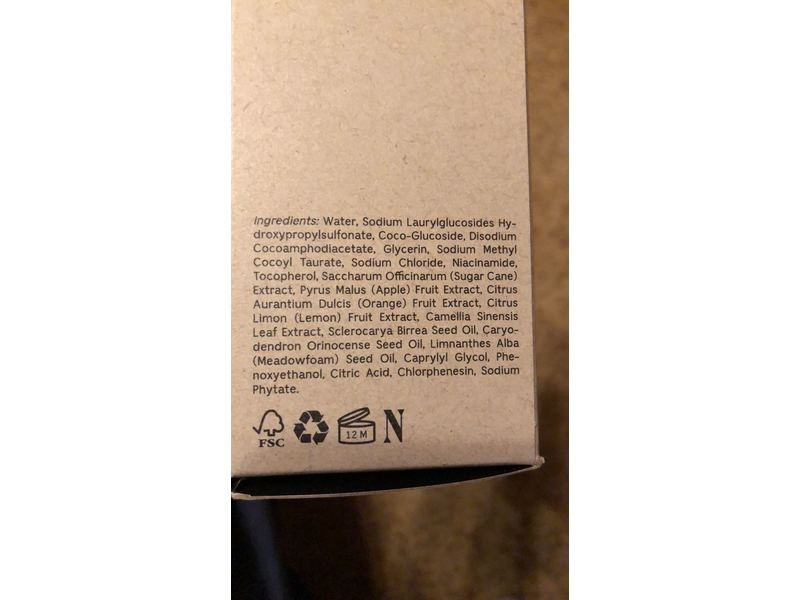 Ingredients: Water, Sodium Laurylglucosides Hy-
droxypropylsulfonate, Coco-Glucoside, Disodium
Cocoamphodiacetate, Glycerin, Sodium Methyl
Cocoyl Taurate, Sodium Chloride, Niacinamide,
Tocopherol, Saccharum Officinarum (Sugar Cane)
Extract, Pyrus Malus (Apple) Fruit Extract, Citrus
Aurantium Dulcis (Orange) Fruit Extract, Citrus
Limon (Lemon) Fruit Extract, Camellia Sinensis
Leaf Extract, Sclerocarya Birrea Seed Oil, Caryo-
dendron Orinocense Seed Oil, Limnanthes Alba
(Meadowfoam) Seed Oil, Caprylyl Glycol, Phe-
noxyethanol, Citric Acid, Chlorphenesin, Sodium
Phytate.
FSC 12 M N